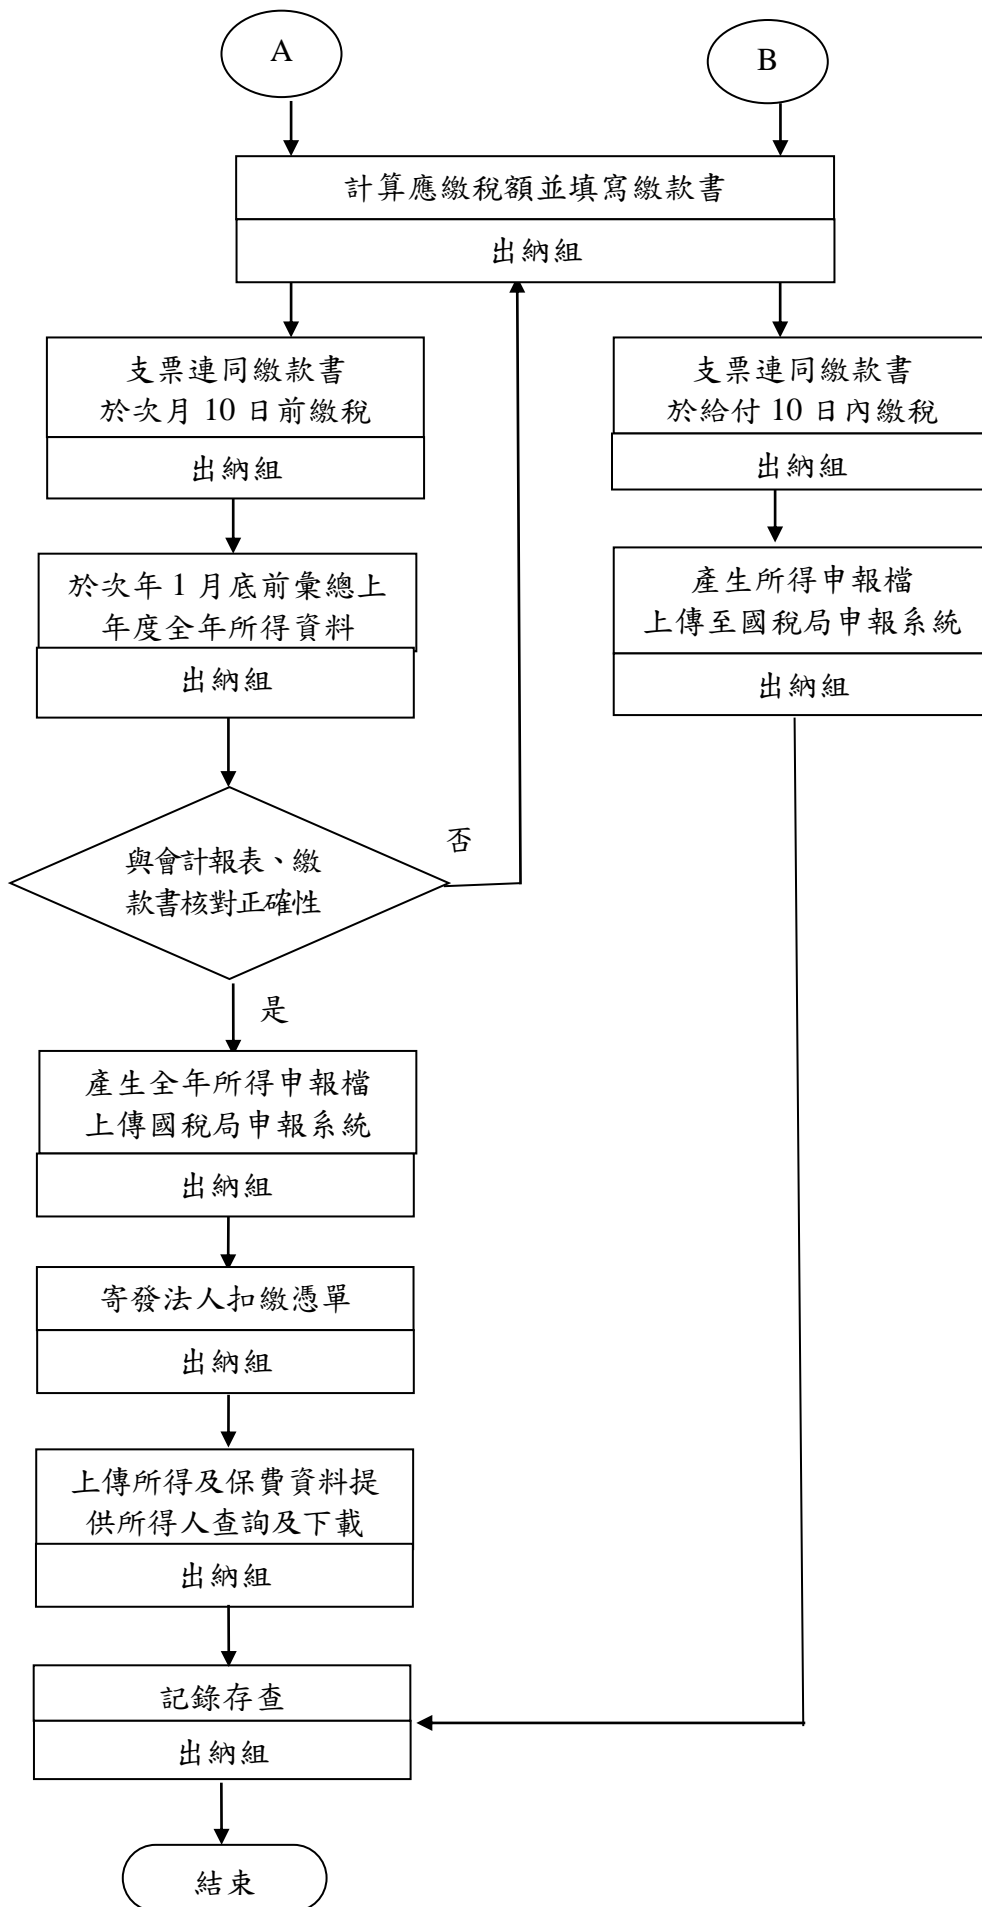 A
B
計算應繳稅額並填寫繳款書
出納組
支票連同繳款書
於次月 10 日前繳稅
出納組
支票連同繳款書
於給付 10 日內繳稅
出納組
於次年 1 月底前彙總上
年度全年所得資料
出納組
產生所得申報檔
上傳至國稅局申報系統
出納組
與會計報表、繳
款書核對正確性
否
是
產生全年所得申報檔
上傳國稅局申報系統
出納組
寄發法人扣繳憑單
出納組
上傳所得及保費資料提
供所得人查詢及下載
出納組
記錄存查
出納組
結束